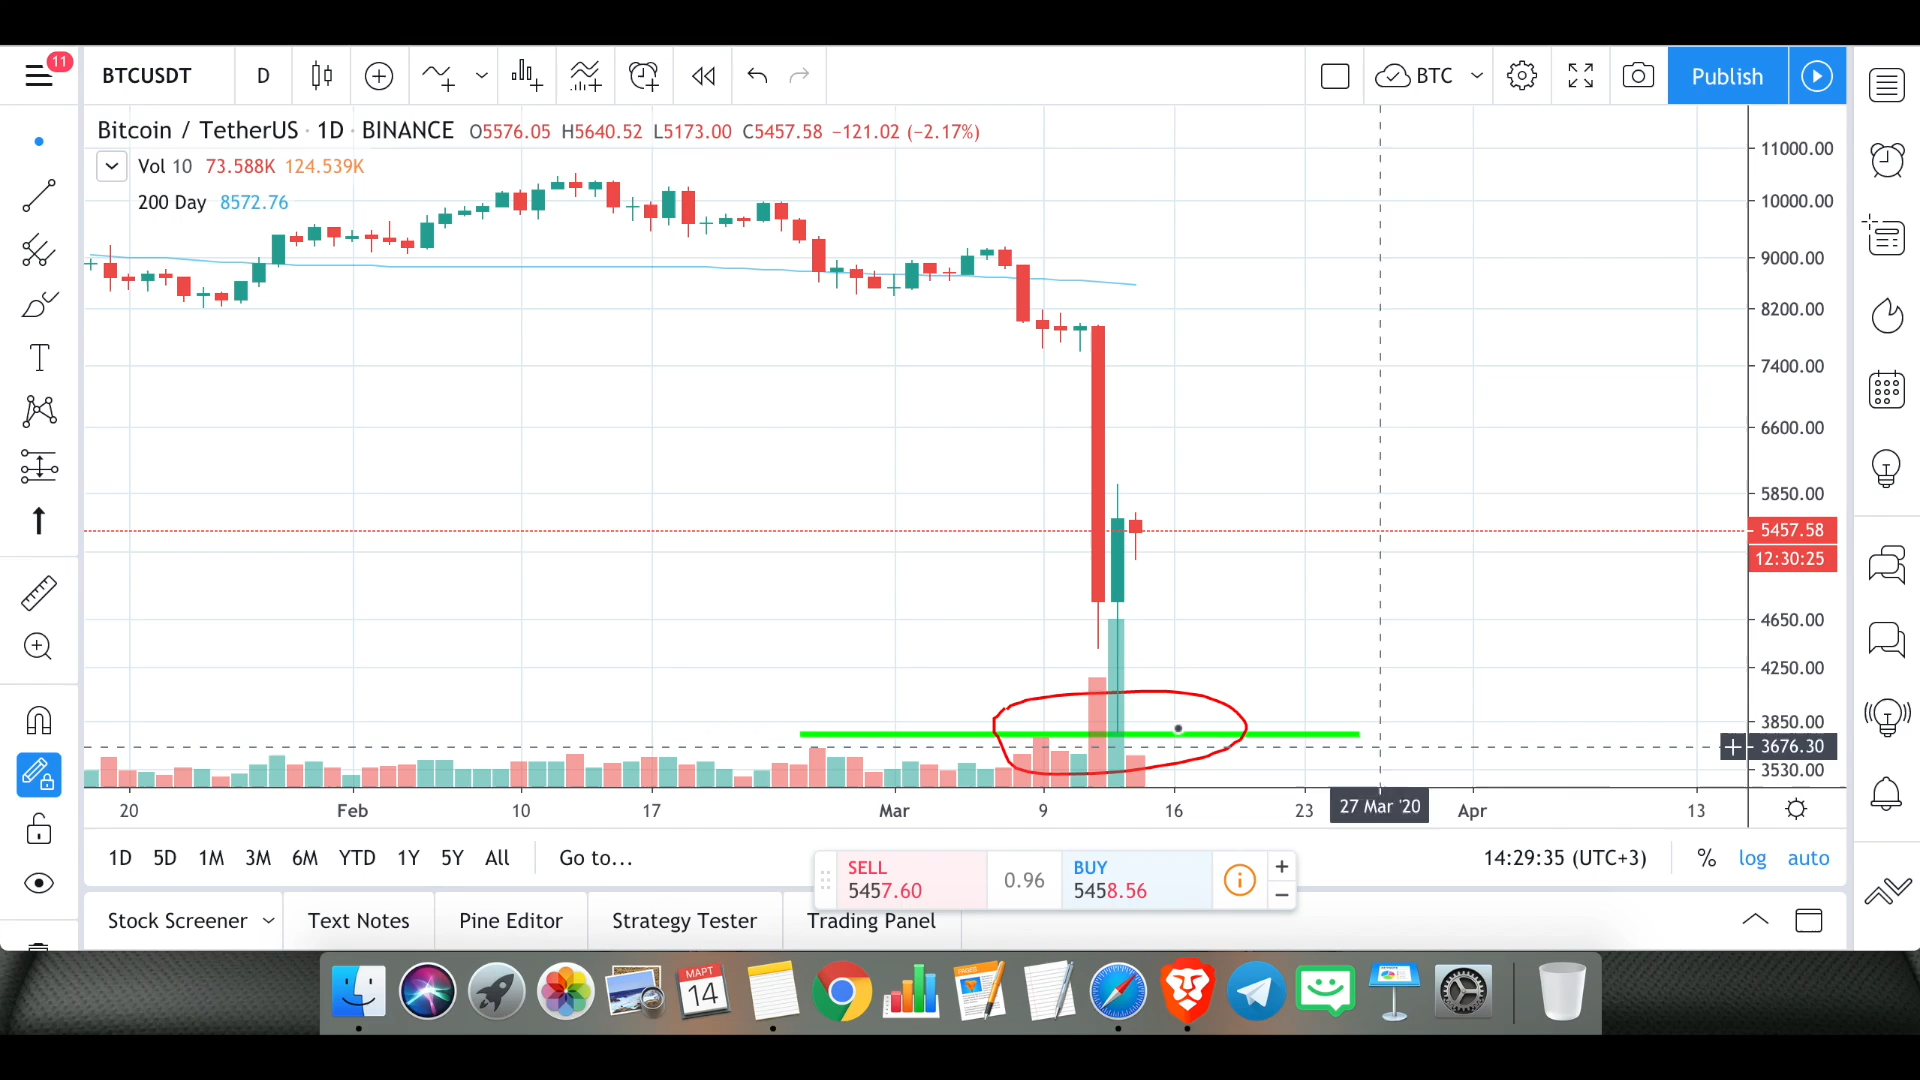 11
BTCUSDT D BTC Publish
Bitcoin / TetherUS · 1D · BINANCE O5576.05 H5640.52 L5173.00 C5457.58 −121.02 (−2.17%)
Vol 10 73.588K 124.539K
200 Day 8572.76
11000.00
10000.00
9000.00
8200.00
7400.00
6600.00
5850.00
5457.58
12:30:25
4650.00
4250.00
3850.00
3676.30
3530.00
20 Feb 10 17 Mar 9 16 23 27 Mar '20 Apr 13
1D 5D 1M 3M 6M YTD 1Y 5Y All Go to... 14:29:35 (UTC+3) % log auto
SELL 5457.60 0.96 BUY 5458.56
Stock Screener Text Notes Pine Editor Strategy Tester Trading Panel
МАРТ
14
PAGES